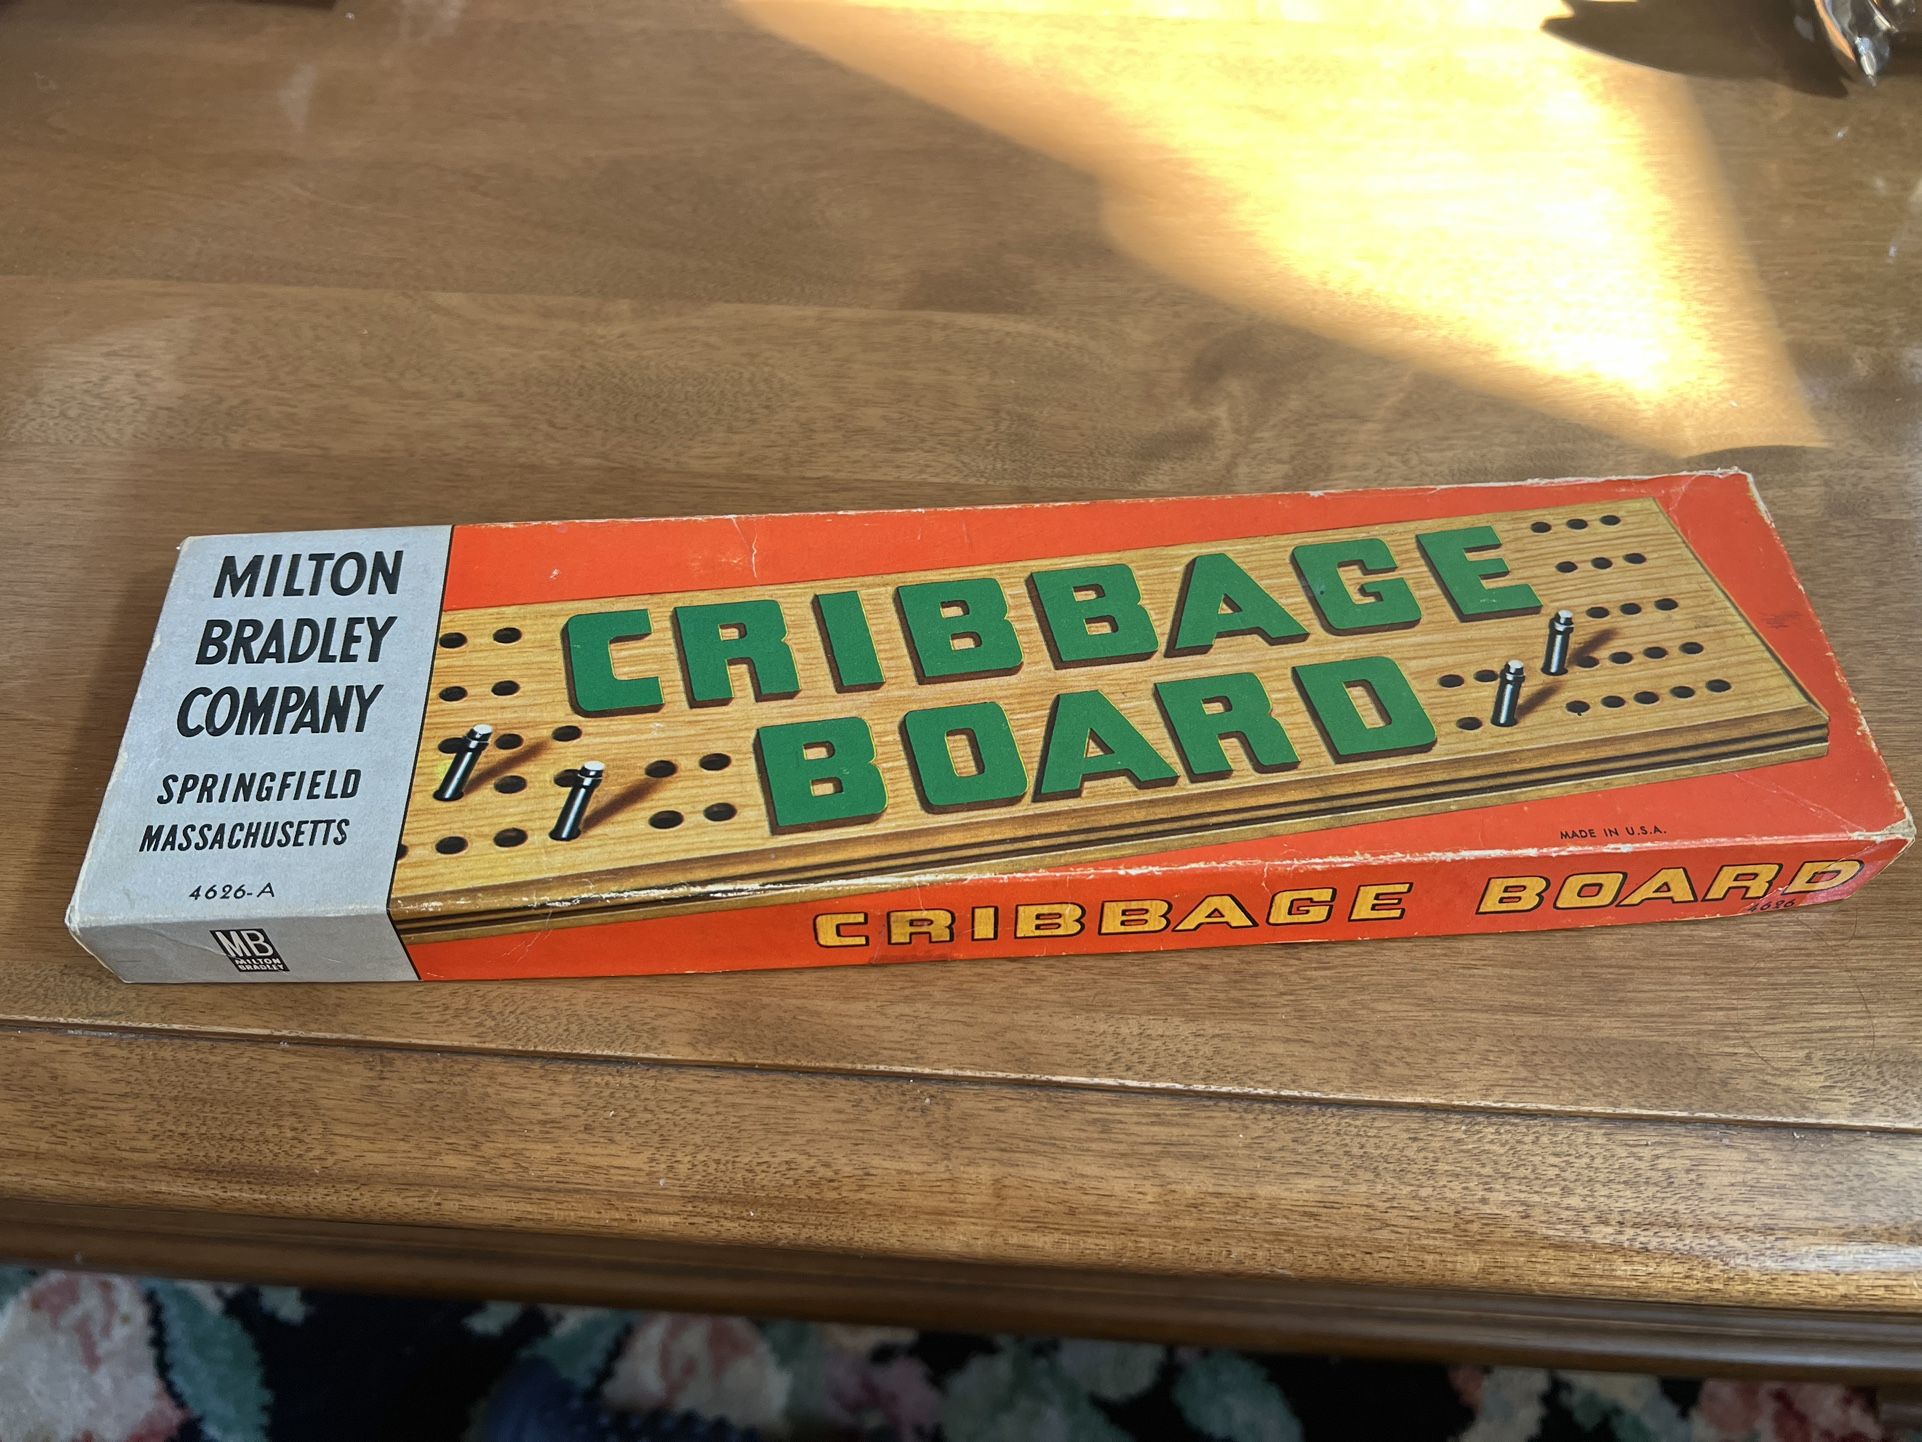 MILTON
BRADLEY
COMPANY
SPRINGFIELD
MASSACHUSETTS
4626-A
CRIBBAGE
BOARD
MADE IN U.S.A.
MB
MILTON
BRADLEY
CRIBBAGE BOARD
4626